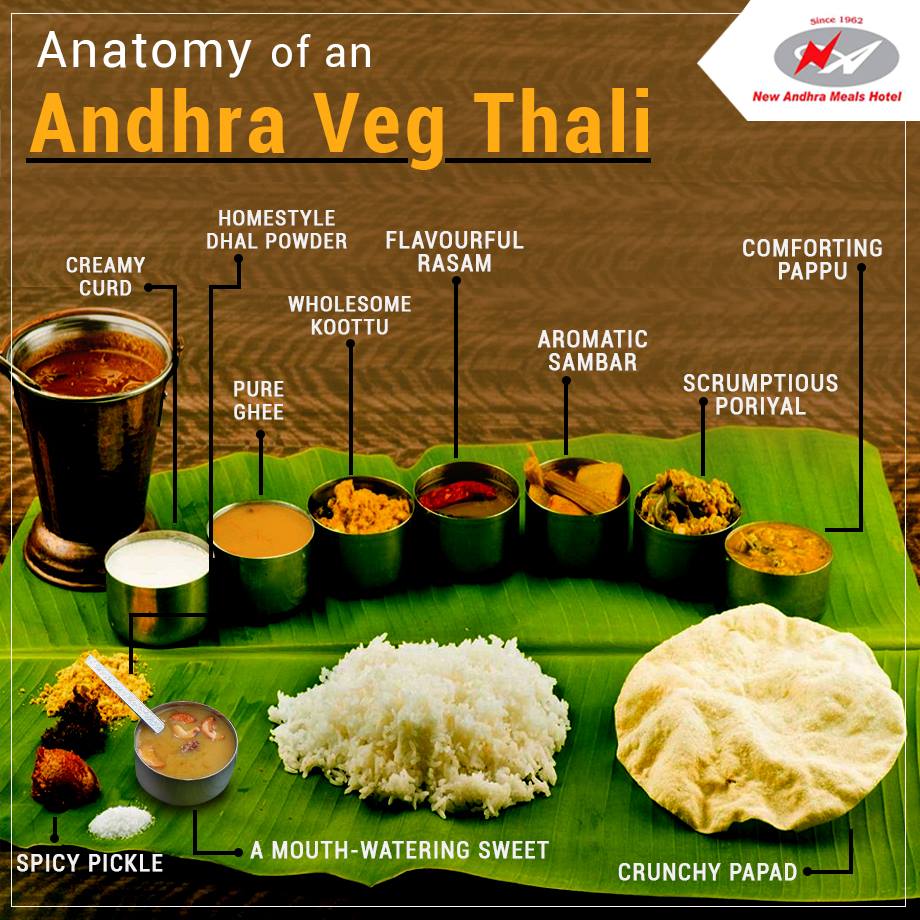 Anatomy of an
Andhra Veg Thali
Since 1962
NA
New Andhra Meals Hotel
HOMESTYLE
DHAL POWDER
FLAVOURFUL
RASAM
COMFORTING
PAPPU
CREAMY
CURD
WHOLESOME
KOOTTU
AROMATIC
SAMBAR
SCRUMPTIOUS
PORIYAL
PURE
GHEE
SPICY PICKLE
A MOUTH-WATERING SWEET
CRUNCHY PAPAD